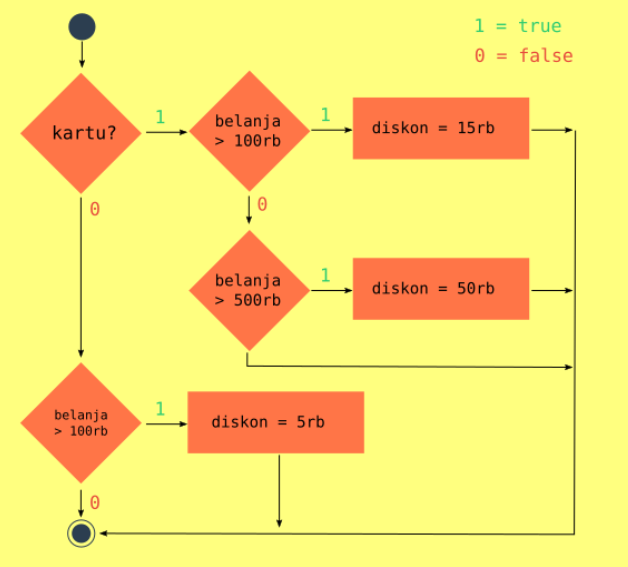 1 = true
0 = false
kartu?
1
belanja
> 100rb
1
diskon = 15rb
0
0
belanja
> 500rb
1
diskon = 50rb
belanja
> 100rb
1
diskon = 5rb
0